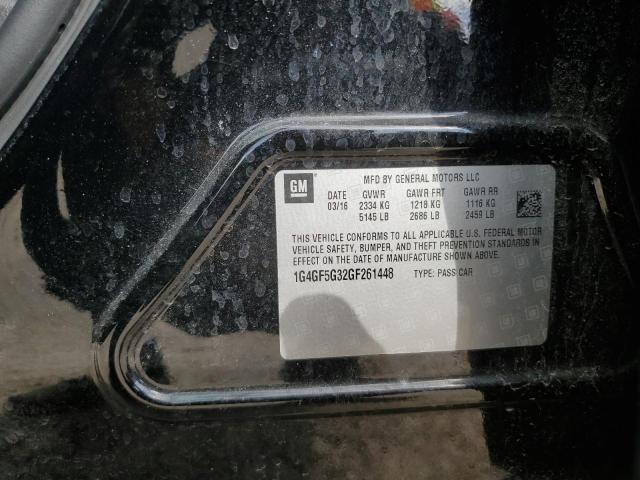 GM
MFD BY GENERAL MOTORS LLC
DATE GVWR GAWR FRT GAWR RR
03/16 2334 KG 1218 KG 1116 KG
5145 LB 2686 LB 2459 LB
THIS VEHICLE CONFORMS TO ALL APPLICABLE U.S. FEDERAL MOTOR
VEHICLE SAFETY, BUMPER, AND THEFT PREVENTION STANDARDS IN
EFFECT ON THE DATE OF MANUFACTURE SHOWN ABOVE.
1G4GF5G32GF261448 TYPE: PASS CAR